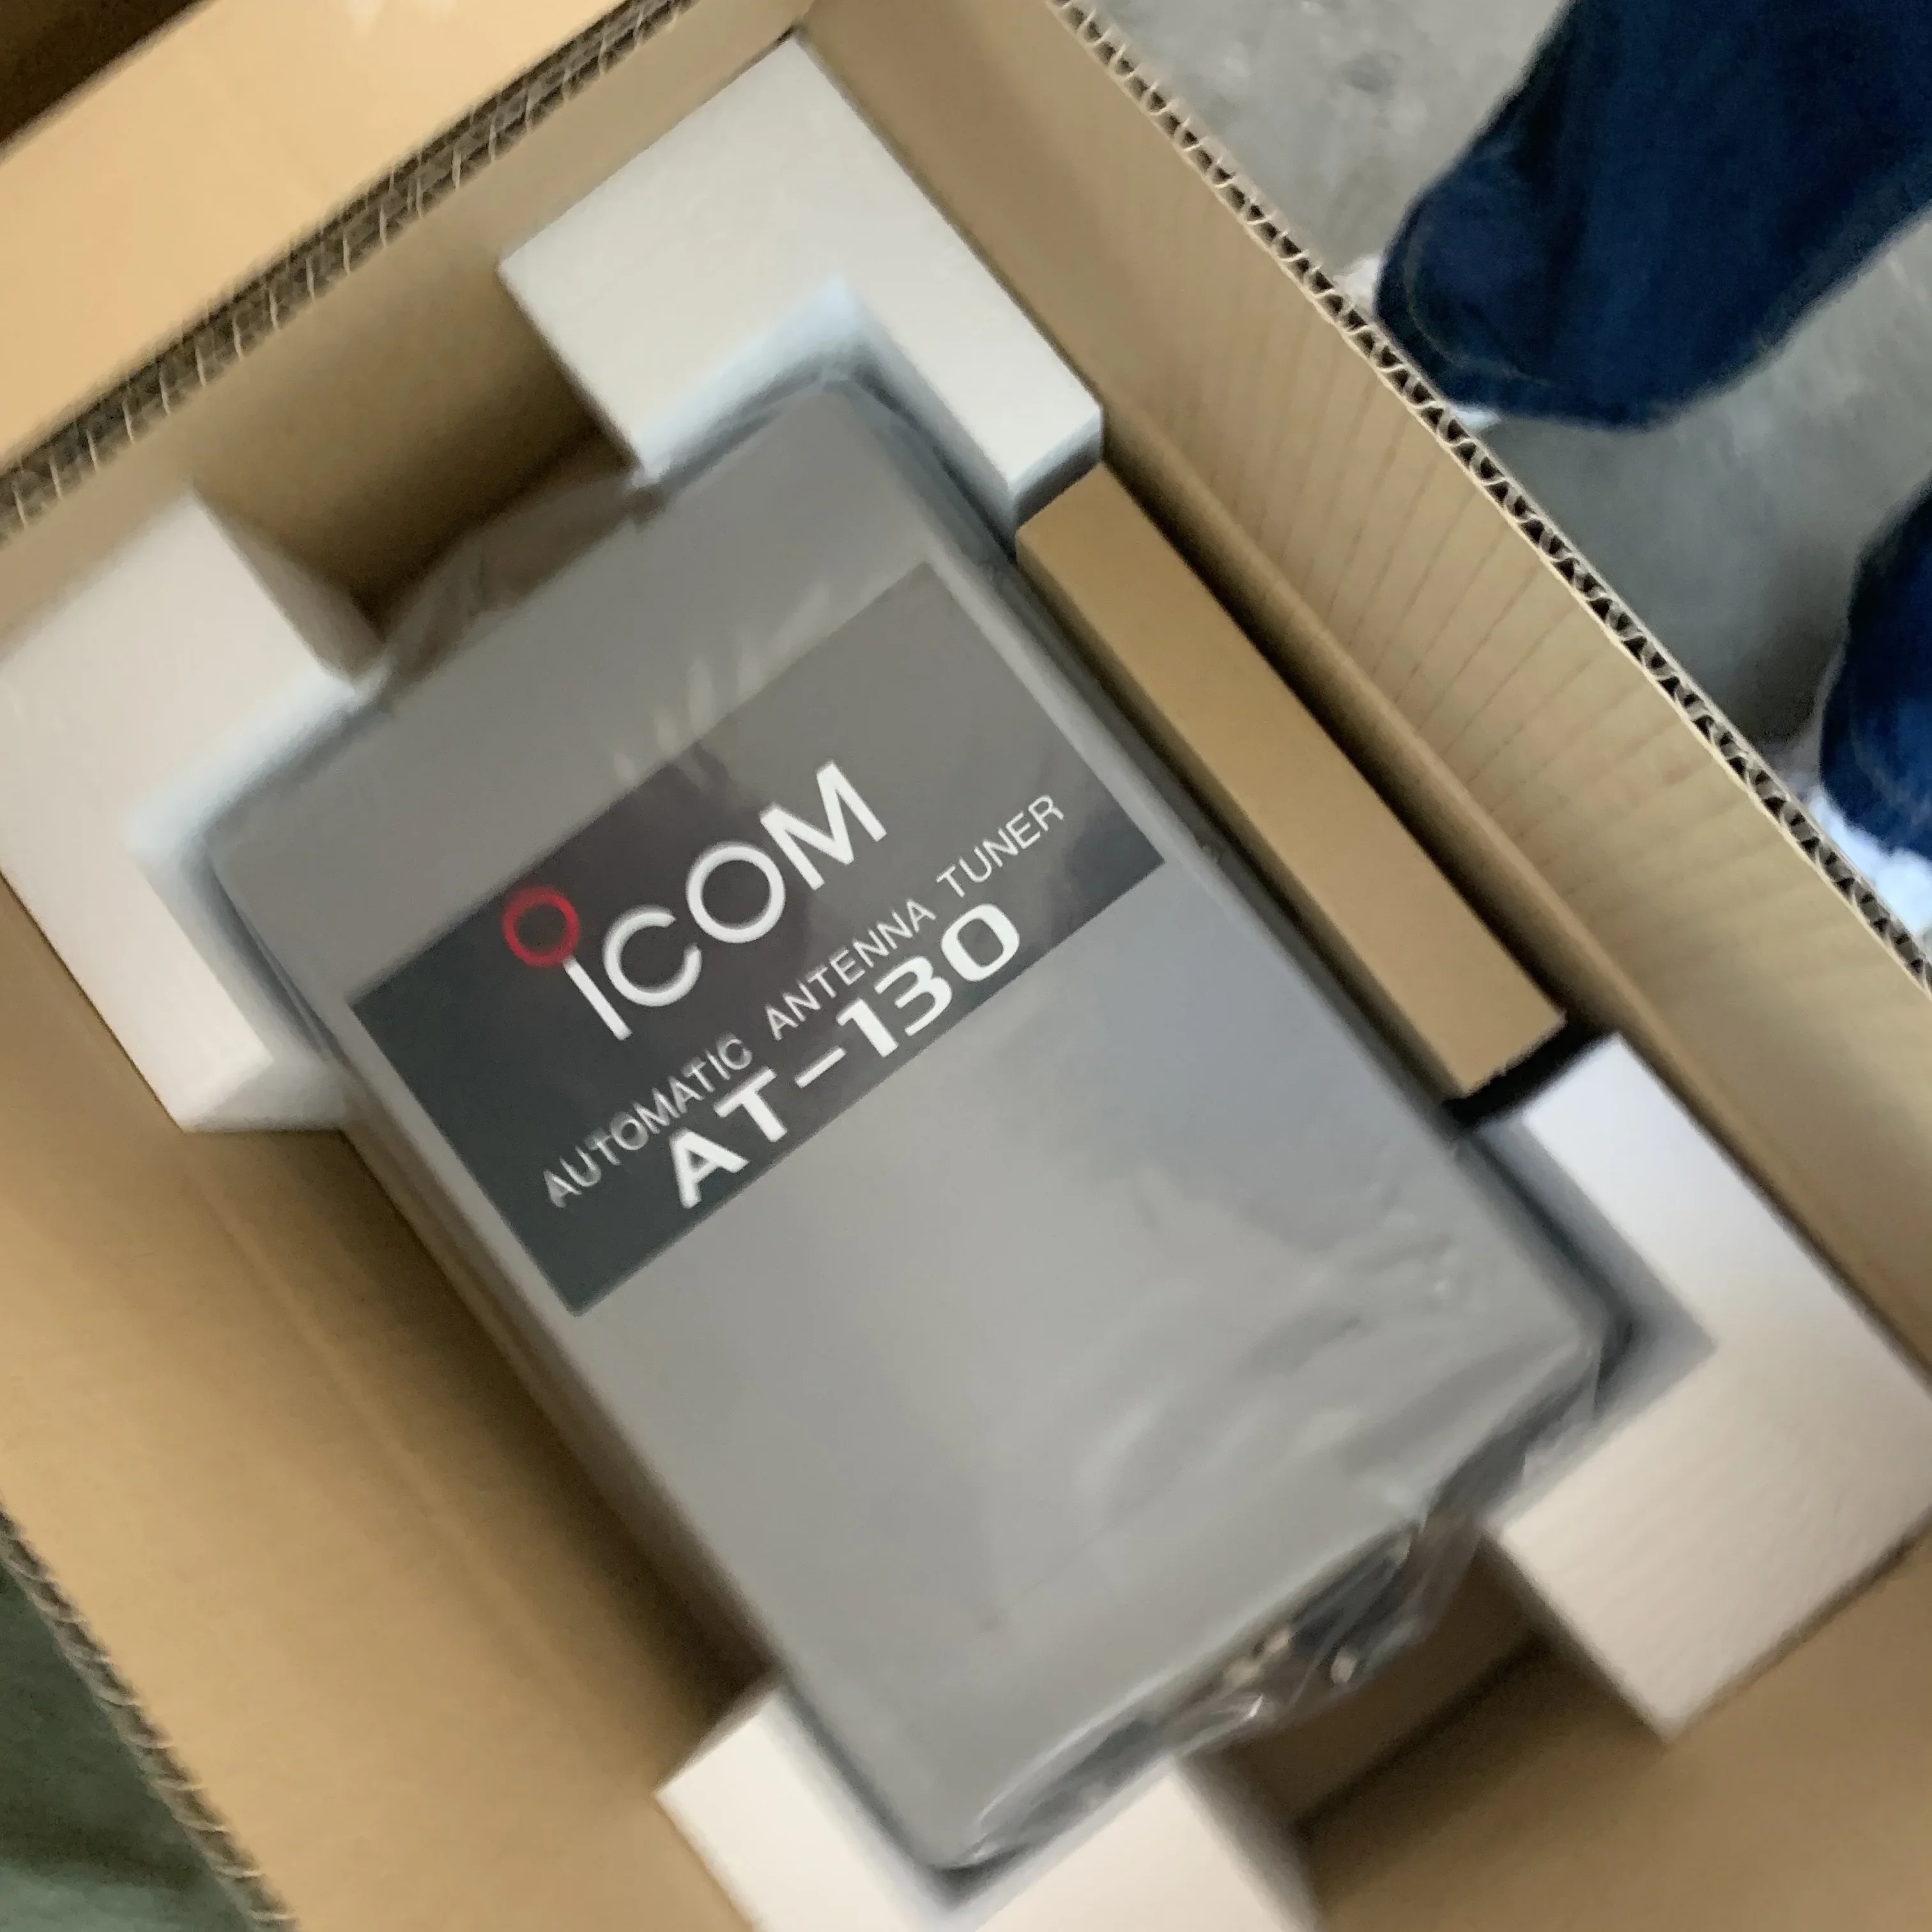 ICOM
AUTOMATIC ANTENNA TUNER
AT-130